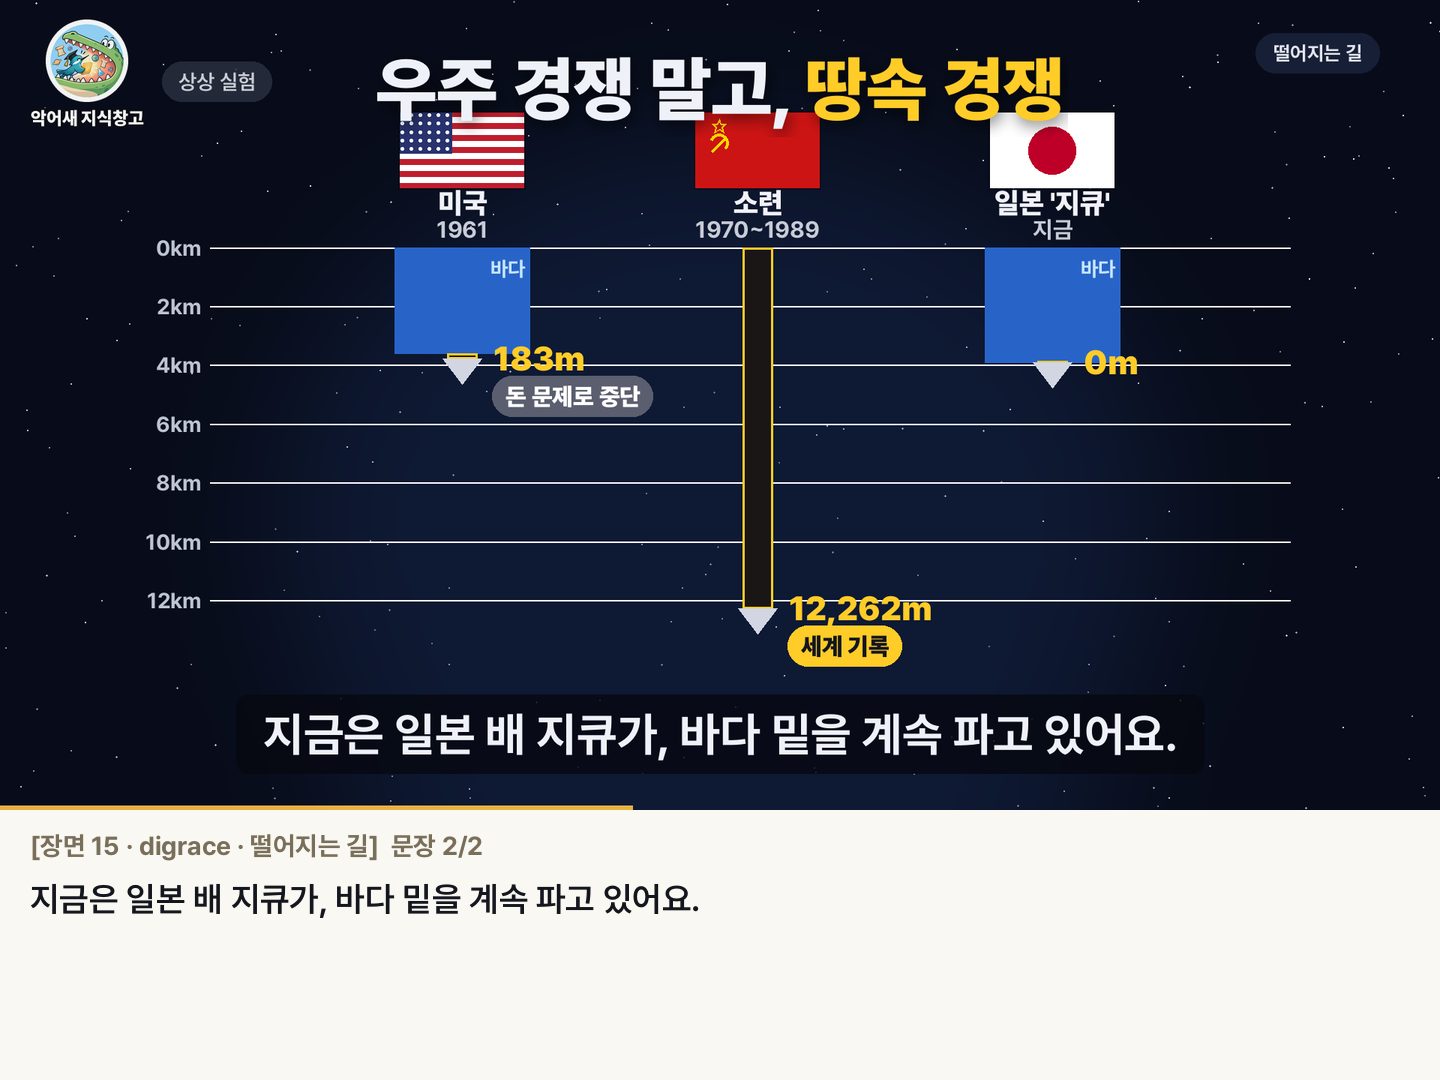 악어새 지식창고
상상 실험
우주 경쟁 말고, 땅속 경쟁
떨어지는 길
미국
1961
소련
1970~1989
일본 '지큐'
지금
0km
2km
4km
6km
8km
10km
12km
바다
183m
돈 문제로 중단
12,262m
세계 기록
바다
0m
지금은 일본 배 지큐가, 바다 밑을 계속 파고 있어요.
[장면 15 · digrace · 떨어지는 길] 문장 2/2
지금은 일본 배 지큐가, 바다 밑을 계속 파고 있어요.